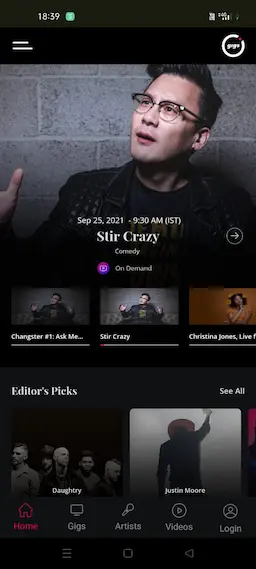 18:39
gigs
Sep 25, 2021 - 9:30 AM (IST)
Stir Crazy
Comedy
On Demand
Changster #1: Ask Me...
Stir Crazy
Christina Jones, Live f
Editor's Picks
See All
Daughtry
Justin Moore
Home
Gigs
Artists
Videos
Login